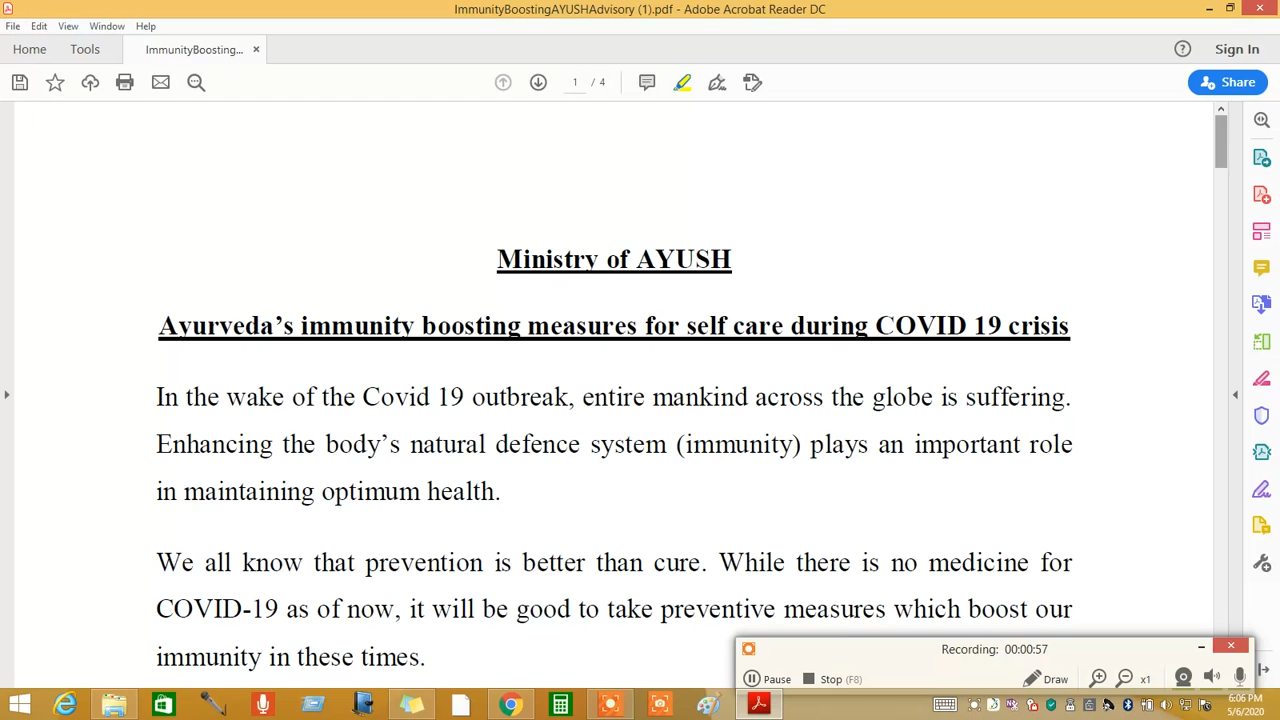 ImmunityBoostingAYUSHAdvisory (1).pdf - Adobe Acrobat Reader DC
File Edit View Window Help
Home Tools ImmunityBoosting... Sign In
1 / 4 Share
Ministry of AYUSH
Ayurveda's immunity boosting measures for self care during COVID 19 crisis
In the wake of the Covid 19 outbreak, entire mankind across the globe is suffering.
Enhancing the body's natural defence system (immunity) plays an important role
in maintaining optimum health.
We all know that prevention is better than cure. While there is no medicine for
COVID-19 as of now, it will be good to take preventive measures which boost our
immunity in these times.
Recording: 00:00:57
Pause Stop (F8) Draw x1
6:06 PM
5/6/2020